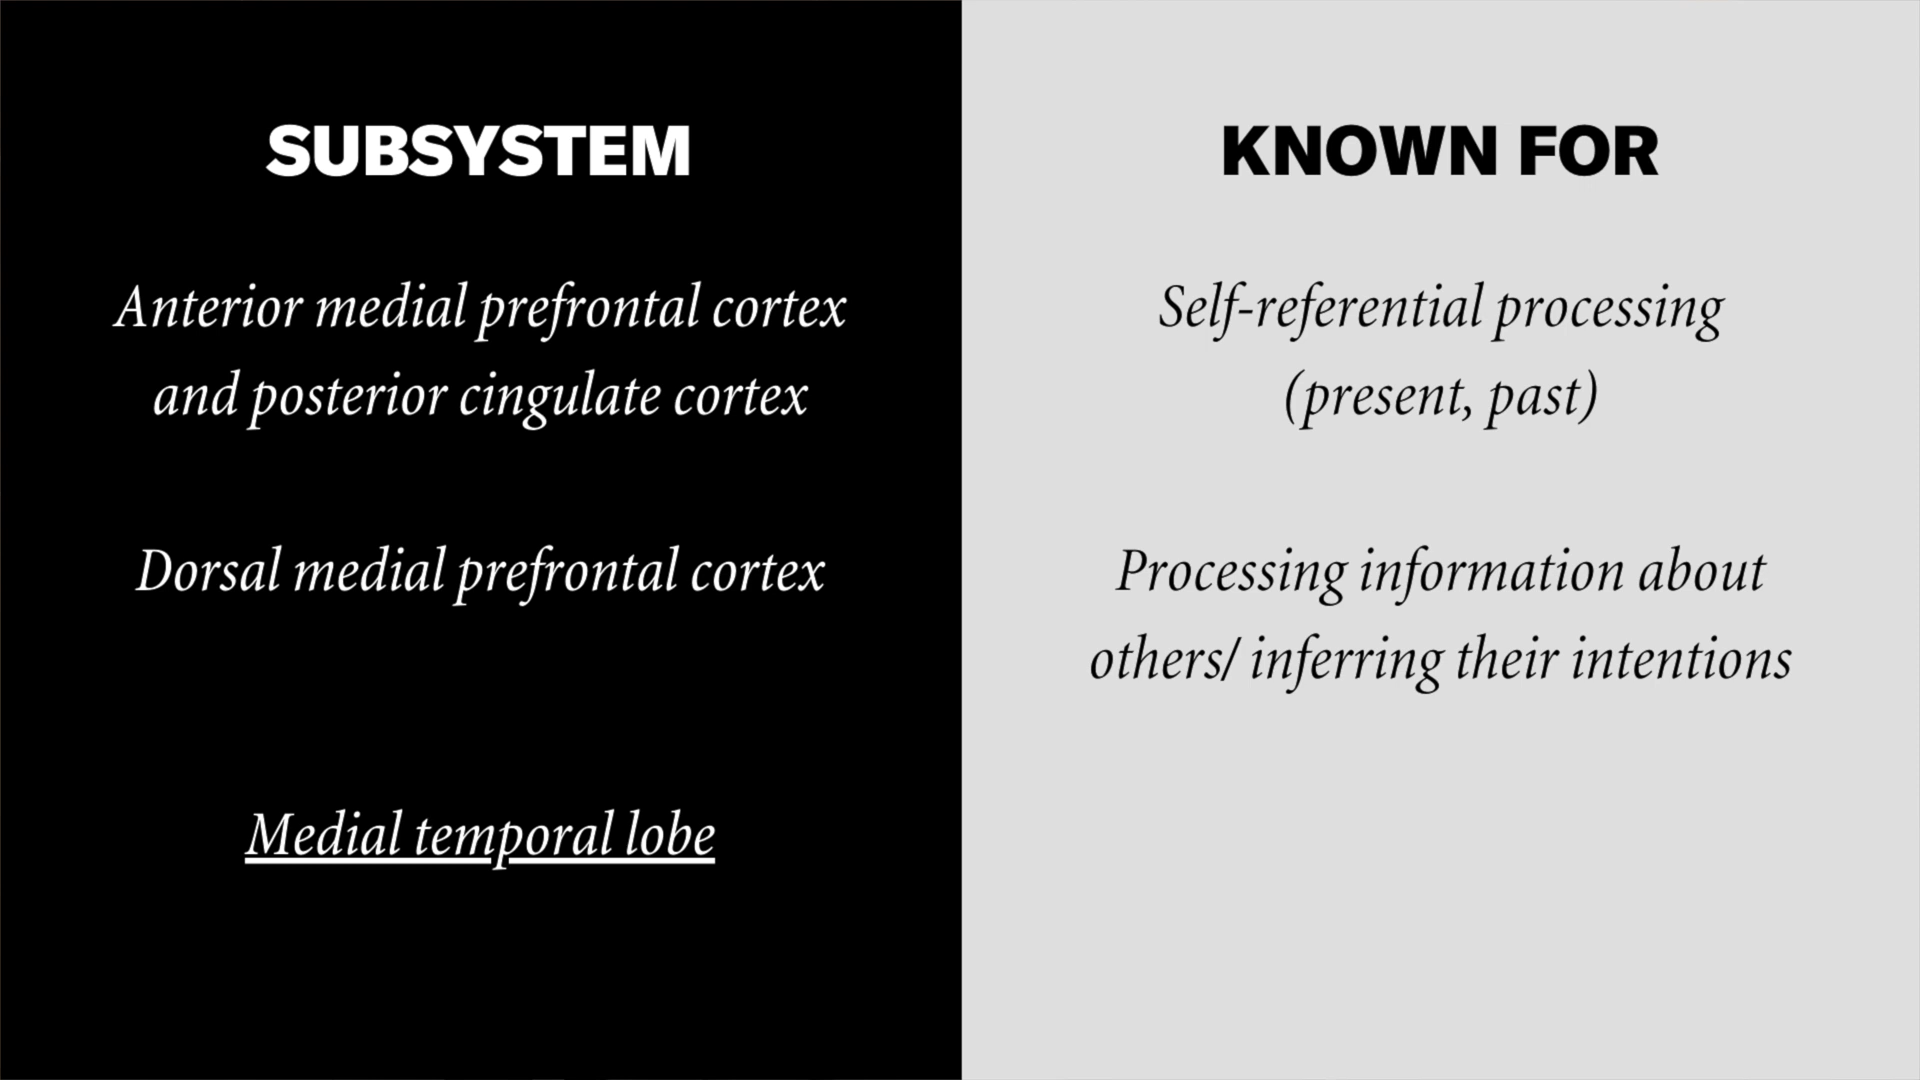 SUBSYSTEM
Anterior medial prefrontal cortex
and posterior cingulate cortex
Dorsal medial prefrontal cortex
Medial temporal lobe
KNOWN FOR
Self-referential processing
(present, past)
Processing information about
others/ inferring their intentions